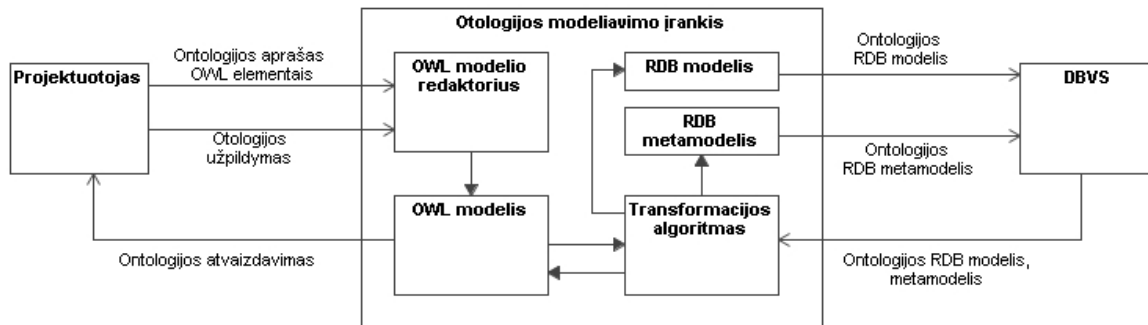 Otologijos modeliavimo įrankis
Projektuotojas
Ontologijos aprašas
OWL elementais
Otologijos
užpildymas
OWL modelio
redaktorius
RDB modelis
RDB
metamodelis
Ontologijos
RDB modelis
DBVS
Ontologijos
RDB metamodelis
OWL modelis
Transformacijos
algoritmas
Ontologijos atvaizdavimas
Ontologijos RDB modelis,
metamodelis